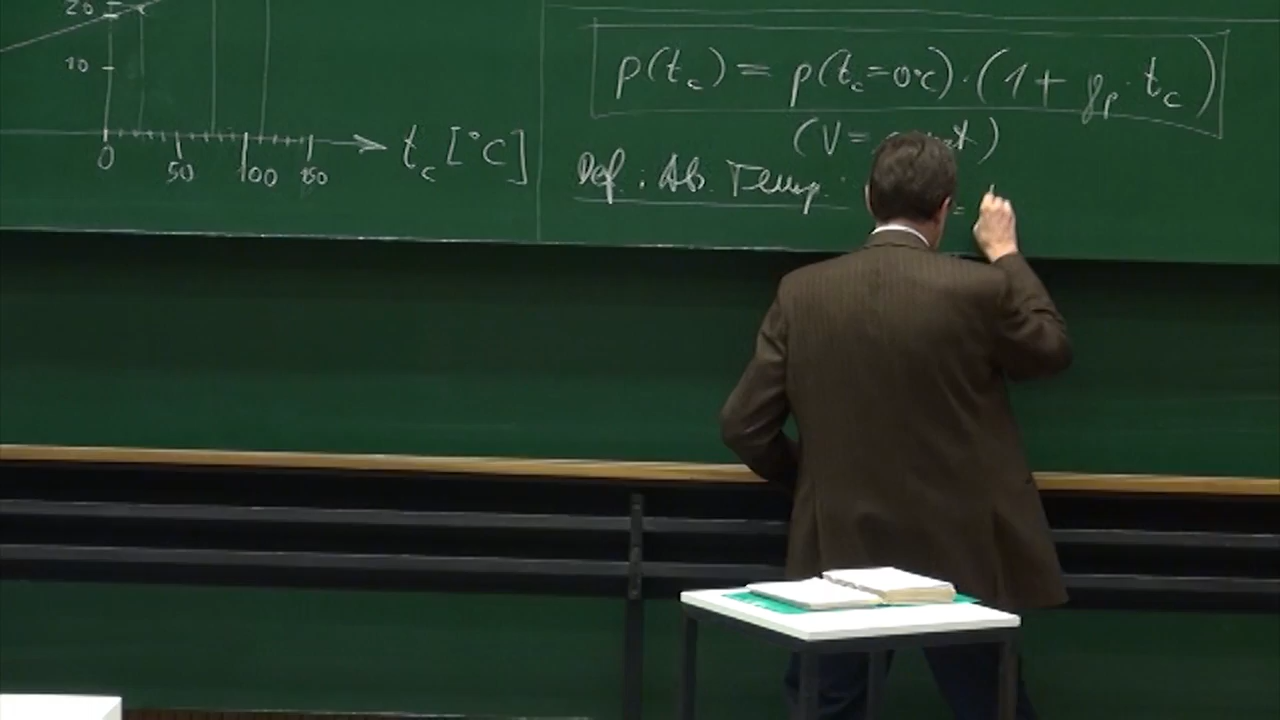 20
10
0 50 100 150
t_c [°C]
p(t_c) = p(t_c=0°C)·(1+γ_p·t_c)
(V=
Def.: Ab. Temp.